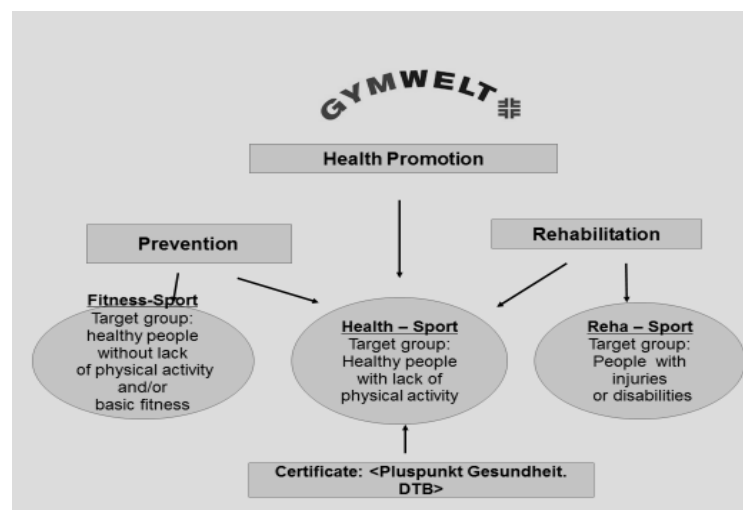 GYMWELT
Health Promotion
Prevention
Rehabilitation
Fitness-Sport
Target group:
healthy people
without lack
of physical activity
and/or
basic fitness
Health – Sport
Target group:
Healthy people
with lack of
physical activity
Reha – Sport
Target group:
People with
injuries
or disabilities
Certificate: <Pluspunkt Gesundheit.
DTB>